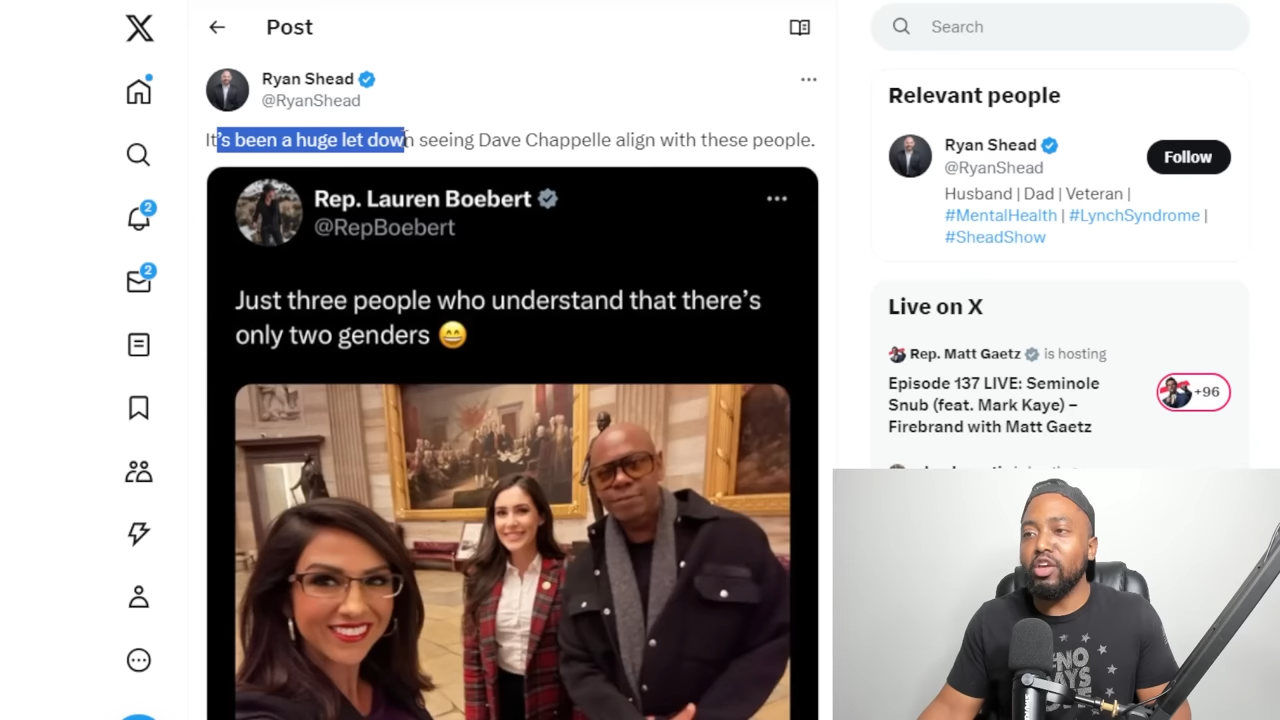 Post
Ryan Shead
@RyanShead
It's been a huge let down seeing Dave Chappelle align with these people.
Rep. Lauren Boebert
@RepBoebert
Just three people who understand that there's
only two genders 😄
2
2
Search
Relevant people
Ryan Shead
@RyanShead
Follow
Husband | Dad | Veteran |
#MentalHealth | #LynchSyndrome |
#SheadShow
Live on X
Rep. Matt Gaetz is hosting
Episode 137 LIVE: Seminole
Snub (feat. Mark Kaye) –
Firebrand with Matt Gaetz
+96
NO
DAYS